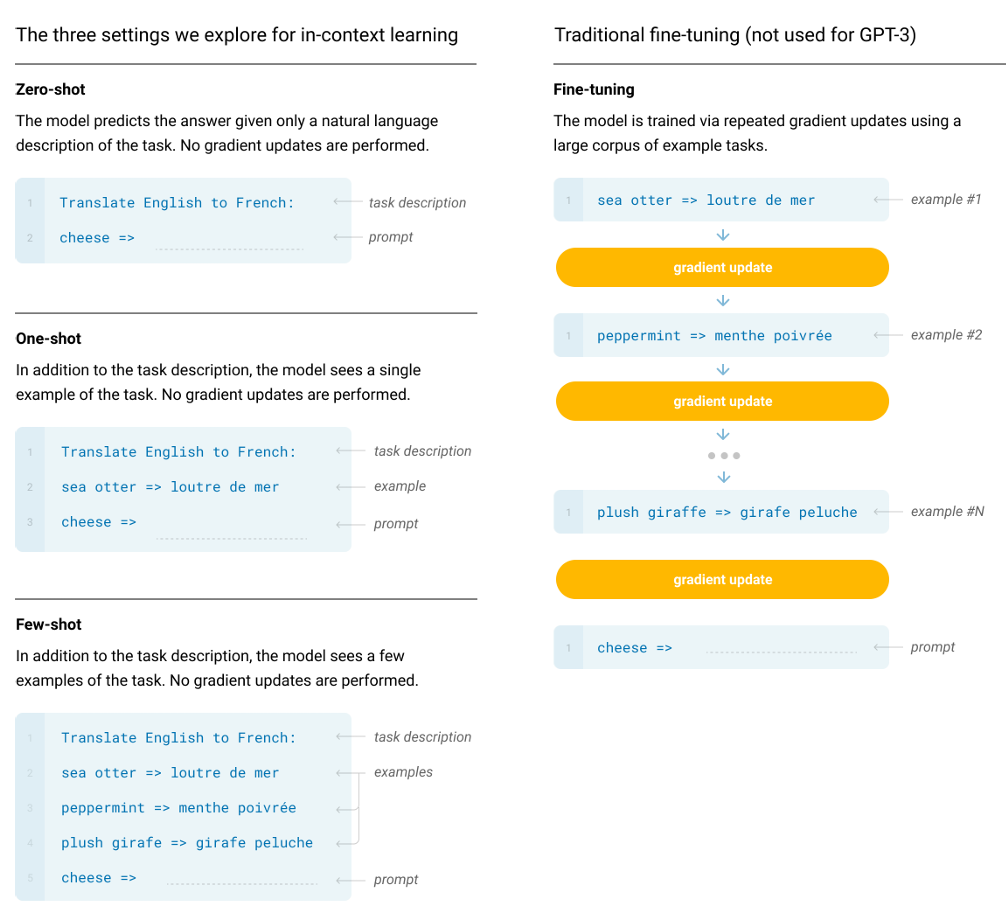 The three settings we explore for in-context learning
Zero-shot
The model predicts the answer given only a natural language
description of the task. No gradient updates are performed.
1 Translate English to French: task description
2 cheese => prompt
One-shot
In addition to the task description, the model sees a single
example of the task. No gradient updates are performed.
1 Translate English to French: task description
2 sea otter => loutre de mer example
3 cheese => prompt
Few-shot
In addition to the task description, the model sees a few
examples of the task. No gradient updates are performed.
1 Translate English to French: task description
2 sea otter => loutre de mer examples
3 peppermint => menthe poivrée
4 plush girafe => girafe peluche
5 cheese => prompt
Traditional fine-tuning (not used for GPT-3)
Fine-tuning
The model is trained via repeated gradient updates using a
large corpus of example tasks.
1 sea otter => loutre de mer example #1
gradient update
1 peppermint => menthe poivrée example #2
gradient update
1 plush giraffe => girafe peluche example #N
gradient update
1 cheese => prompt